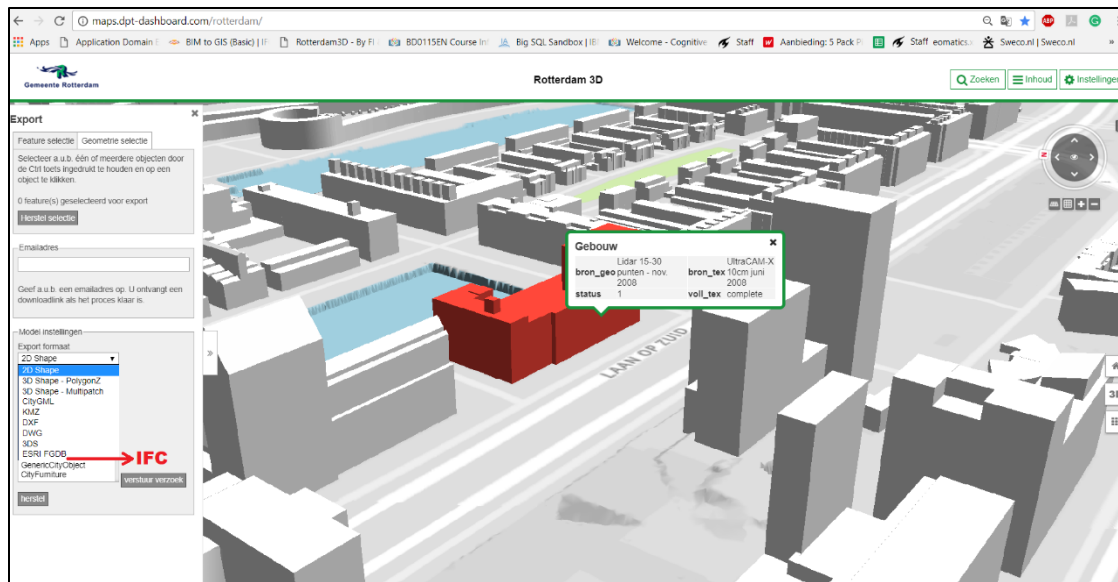 maps.dpt-dashboard.com/rotterdam/
Apps Application Domain BIM to GIS (Basic) | IF Rotterdam3D - By Fl BD0115EN Course Inf Big SQL Sandbox | IB Welcome - Cognitive Staff Aanbieding: 5 Pack P Staff eomatics. Sweco.nl | Sweco.nl »
Gemeente Rotterdam
Rotterdam 3D
Zoeken Inhoud Instellingen
Export
Feature selectie Geometrie selectie
Selecteer a.u.b. één of meerdere objecten door
de Ctrl toets ingedrukt te houden en op een
object te klikken.
0 feature(s) geselecteerd voor export
Herstel selectie
Emailadres
Geef a.u.b. een emailadres op. U ontvangt een
downloadlink als het proces klaar is.
Model instellingen
Export formaat
2D Shape
2D Shape
3D Shape - PolygonZ
3D Shape - Multipatch
CityGML
KMZ
DXF
DWG
3DS
ESRI FGDB
IFC
GenericCityObject
CityFurniture
verstuur verzoek
herstel
Gebouw
bron_geo Lidar 15-30 punten - nov. 2008 bron_tex UltraCAM-X 10cm juni 2008
status 1 voll_tex complete
LAAN OP ZUID
N
3D